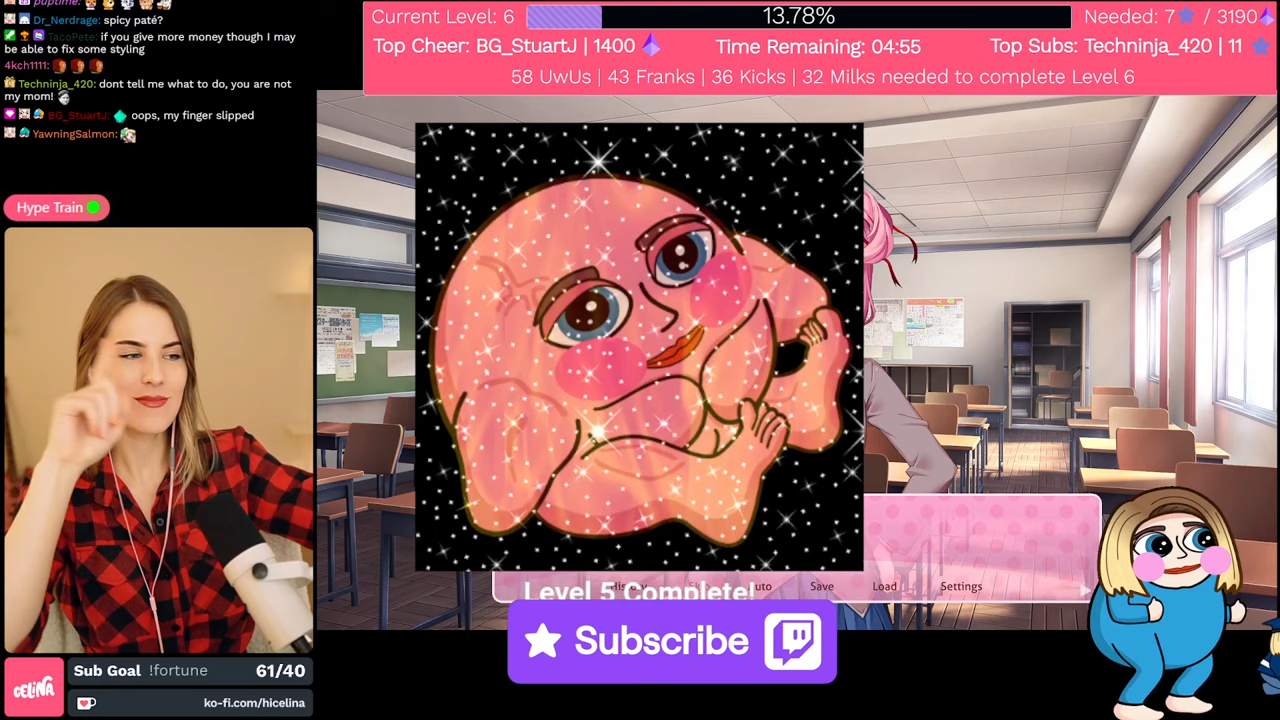 puptime:
Dr_Nerdrage: spicy paté?
TacoPete: if you give more money though I may
be able to fix some styling
4kch1111:
Techninja_420: dont tell me what to do, you are not
my mom!
BG_StuartJ: oops, my finger slipped
YawningSalmon:
Hype Train
Current Level: 6
13.78%
Needed: 7 / 3190
Top Cheer: BG_StuartJ | 1400
Time Remaining: 04:55
Top Subs: Techninja_420 | 11
58 UwUs | 43 Franks | 36 Kicks | 32 Milks needed to complete Level 6
History Skip Auto Save Load Settings
Level 5 Complete!
Subscribe
CELINA
Sub Goal !fortune 61/40
ko-fi.com/hicelina